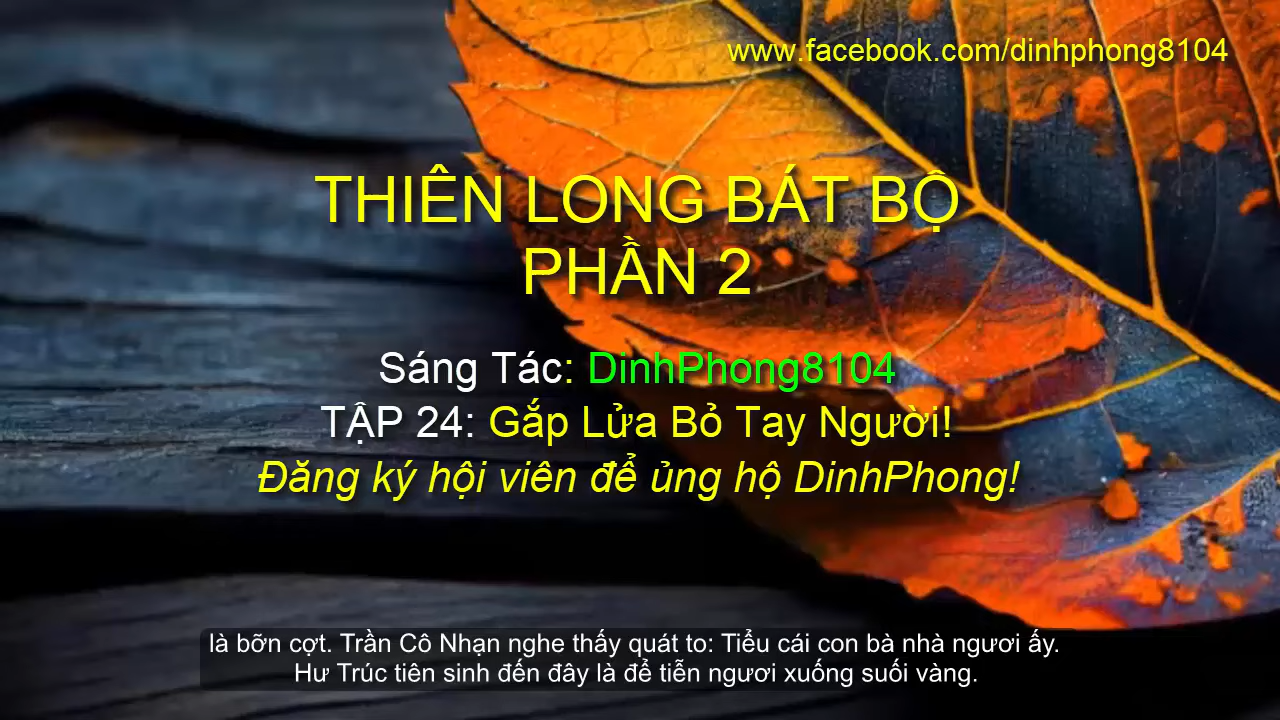 www.facebook.com/dinhphong8104
THIÊN LONG BÁT BỘ
PHẦN 2
Sáng Tác: DinhPhong8104
TẬP 24: Gắp Lửa Bỏ Tay Người!
Đăng ký hội viên để ủng hộ DinhPhong!
là bỡn cợt. Trần Cô Nhạn nghe thấy quát to: Tiểu cái con bà nhà ngươi ấy.
Hư Trúc tiên sinh đến đây là để tiễn ngươi xuống suối vàng.